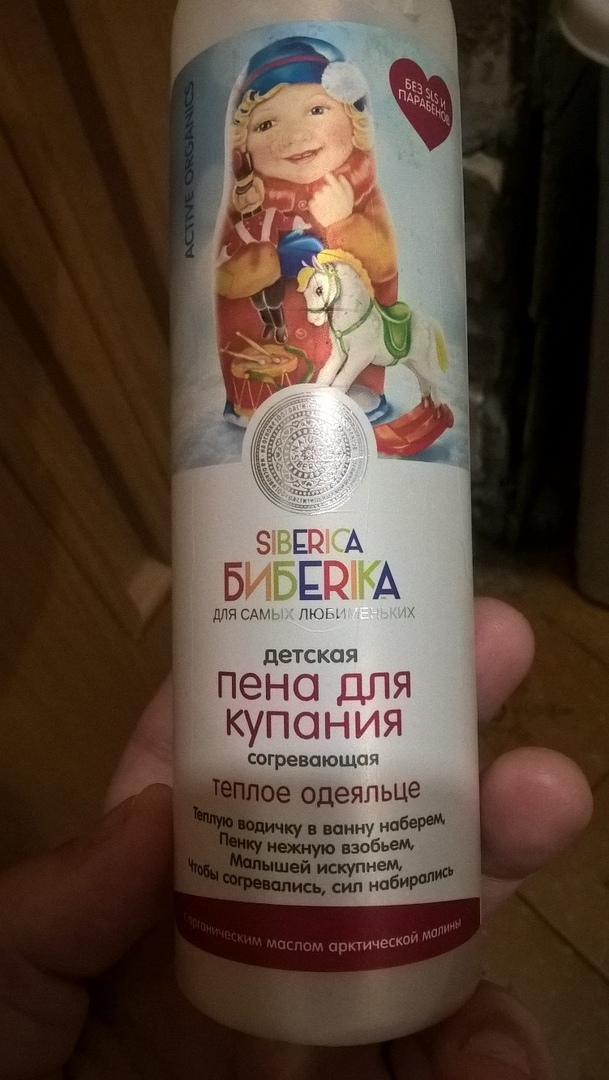 ACTIVE ORGANICS
БЕЗ SLS И
ПАРАБЕНОВ
SIBERICA
БИБЕRIКА
ДЛЯ САМЫХ ЛЮБИМЕНЬКИХ
детская
пена для
купания
согревающая
теплое одеяльце
Теплую водичку в ванну наберем,
Пенку нежную взобьем,
Малышей искупнем,
Чтобы согревались, сил набирались
с органическим маслом арктической малины